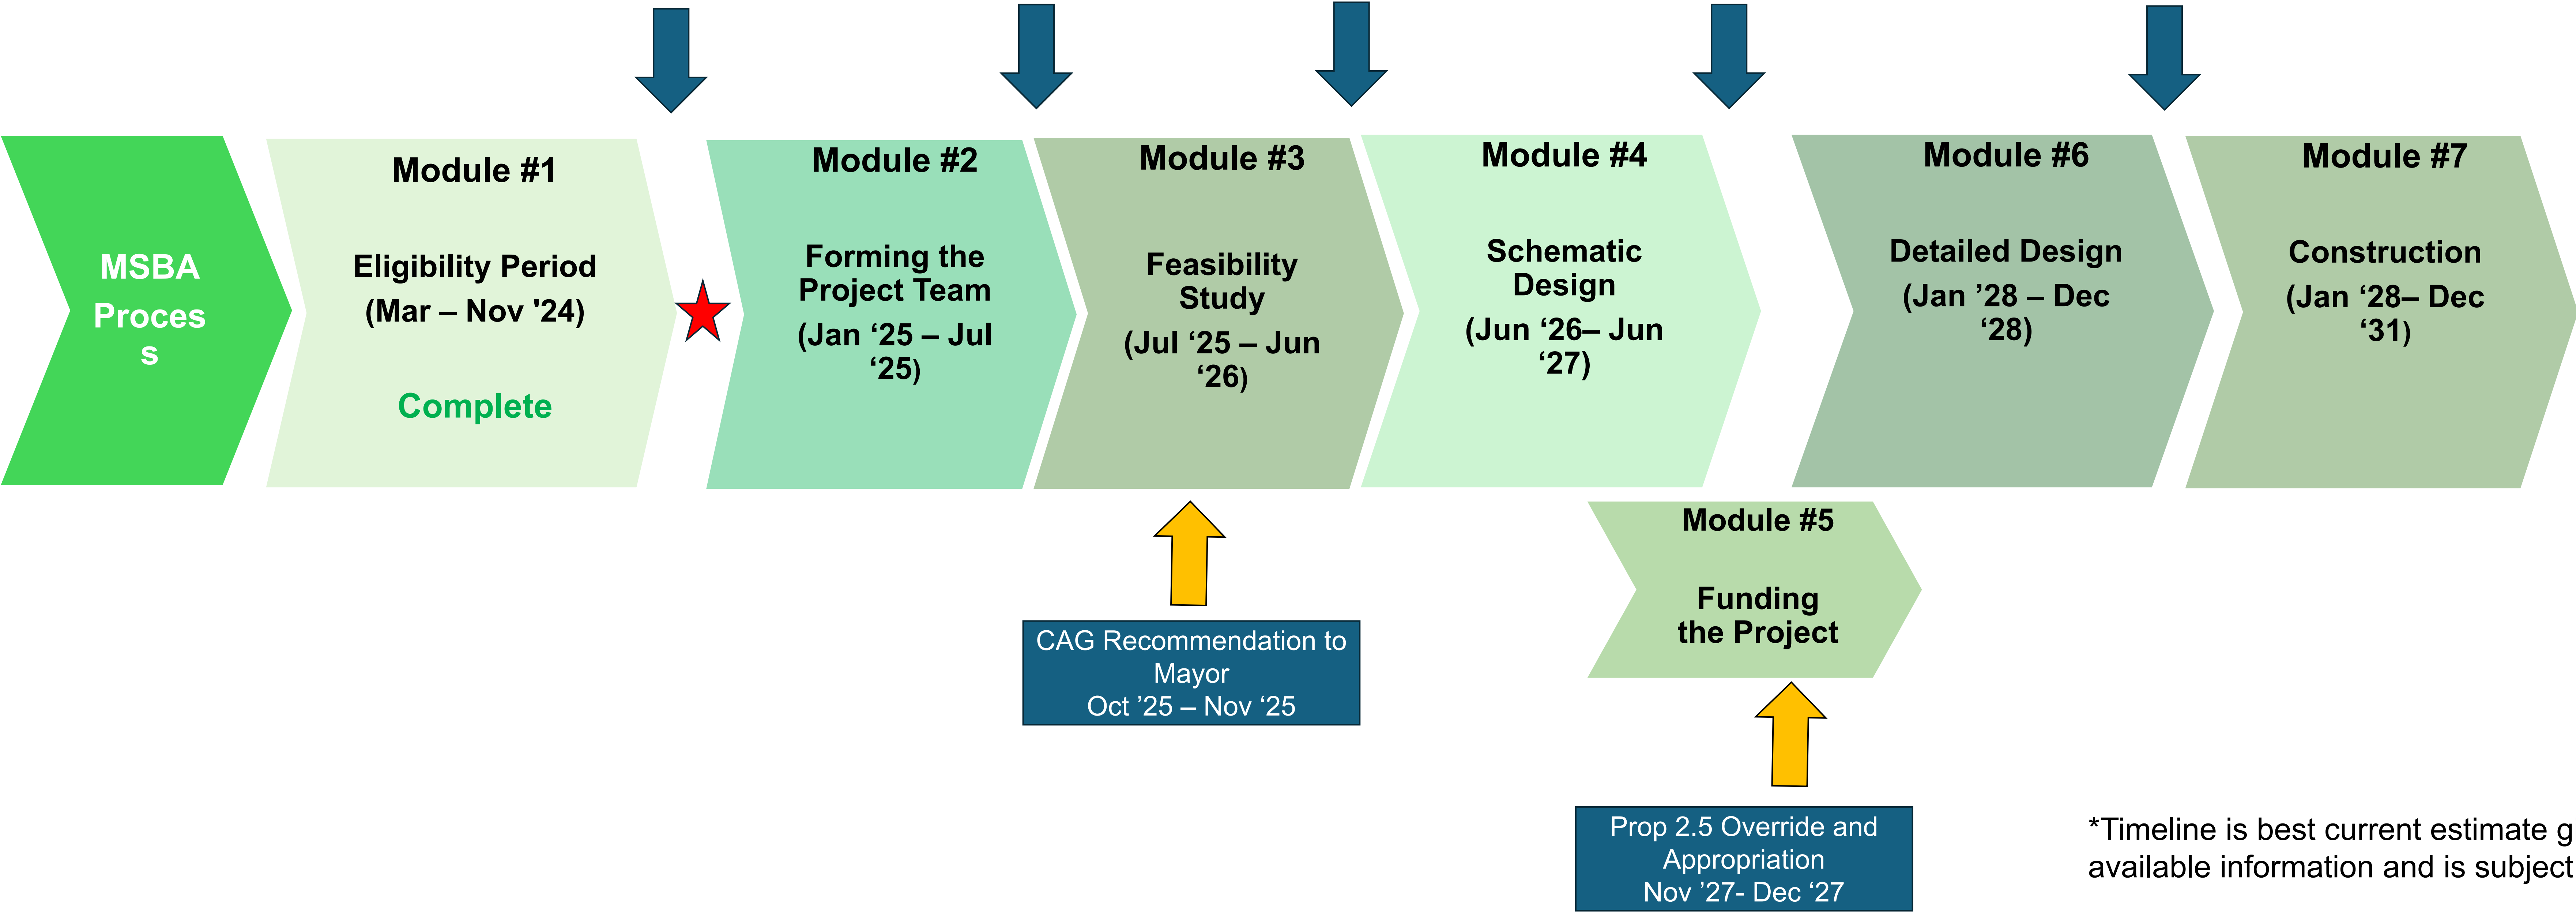 MSBA
Proces
s
Module #1
Eligibility Period
(Mar – Nov '24)
Complete
Module #2
Forming the
Project Team
(Jan ‘25 – Jul
‘25)
Module #3
Feasibility
Study
(Jul ‘25 – Jun
‘26)
Module #4
Schematic
Design
(Jun ‘26– Jun
‘27)
Module #6
Detailed Design
(Jan ’28 – Dec
‘28)
Module #7
Construction
(Jan ‘28– Dec
‘31)
Module #5
Funding
the Project
CAG Recommendation to
Mayor
Oct ’25 – Nov ‘25
Prop 2.5 Override and
Appropriation
Nov ’27- Dec ‘27
*Timeline is best current estimate g
available information and is subject